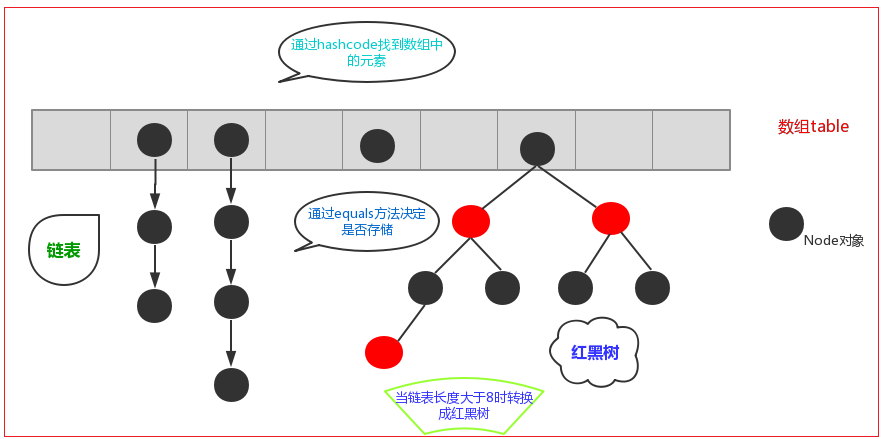 通过hashcode找到数组中
的元素
数组table
通过equals方法决定
是否存储
链表
Node对象
红黑树
当链表长度大于8时转换
成红黑树